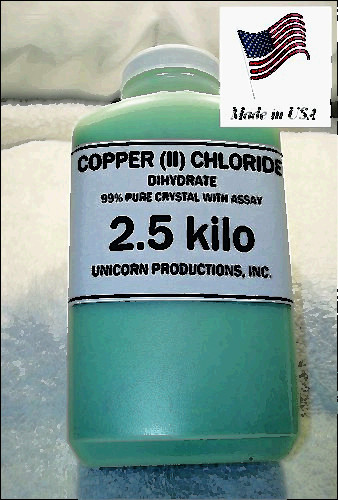 Made in USA
COPPER (II) CHLORIDE
DIHYDRATE
99% PURE CRYSTAL WITH ASSAY
2.5 kilo
UNICORN PRODUCTIONS, INC.